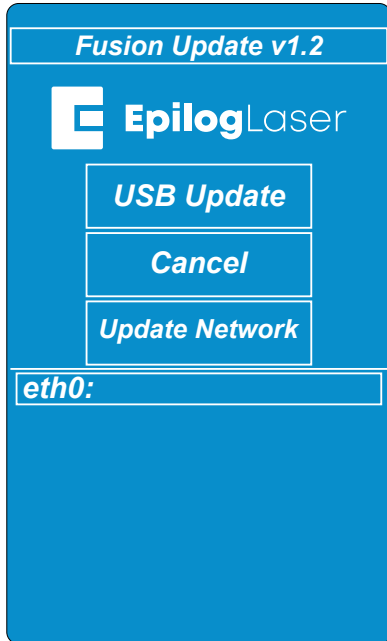 Fusion Update v1.2
EpilogLaser
USB Update
Cancel
Update Network
eth0: